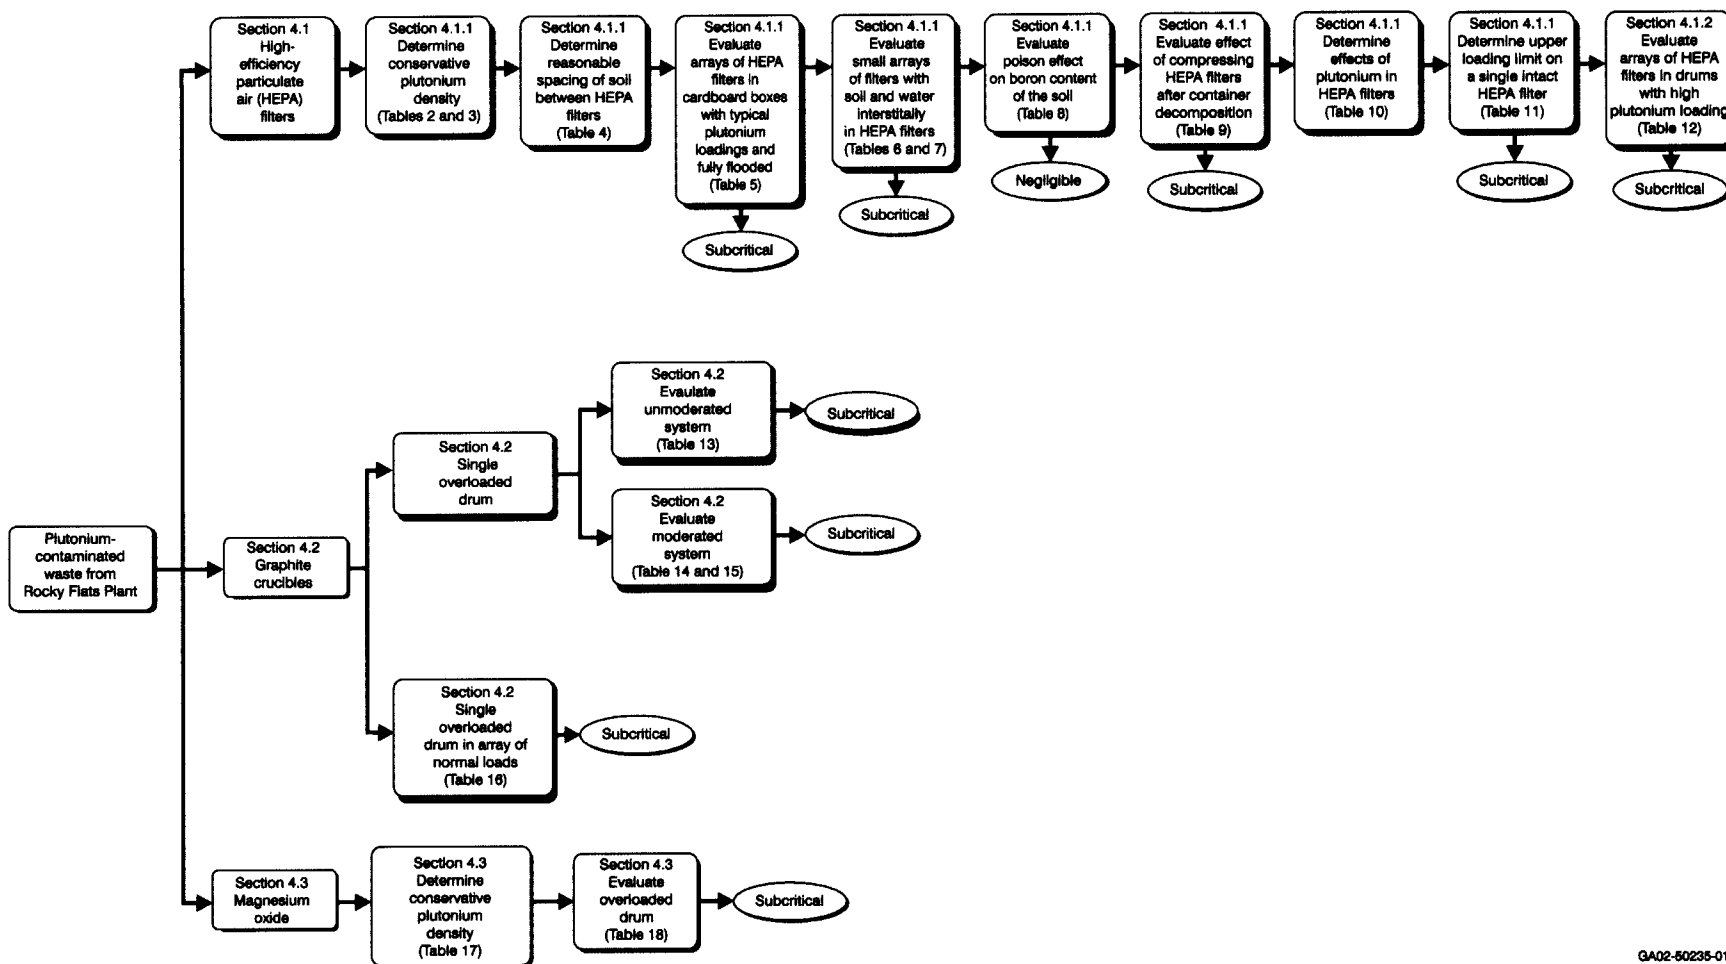 Section 4.1
High-
efficiency
particulate
air (HEPA)
filters
Section 4.1.1
Determine
conservative
plutonium
density
(Tables 2 and 3)
Section 4.1.1
Determine
reasonable
spacing of soil
between HEPA
filters
(Table 4)
Section 4.1.1
Evaluate
arrays of HEPA
filters in
cardboard boxes
with typical
plutonium
loadings and
fully flooded
(Table 5)
Subcritical
Section 4.1.1
Evaluate
small arrays
of filters with
soil and water
interstitally
in HEPA filters
(Tables 6 and 7)
Subcritical
Section 4.1.1
Evaluate
poison effect
on boron content
of the soil
(Table 8)
Negligible
Section 4.1.1
Evaluate effect
of compressing
HEPA filters
after container
decomposition
(Table 9)
Subcritical
Section 4.1.1
Determine
effects of
plutonium in
HEPA filters
(Table 10)
Section 4.1.1
Determine upper
loading limit on
a single intact
HEPA filter
(Table 11)
Subcritical
Section 4.1.2
Evaluate
arrays of HEPA
filters in drums
with high
plutonium loading
(Table 12)
Subcritical
Plutonium-
contaminated
waste from
Rocky Flats Plant
Section 4.2
Graphite
crucibles
Section 4.2
Single
overloaded
drum
Section 4.2
Evaulate
unmoderated
system
(Table 13)
Subcritical
Section 4.2
Evaluate
moderated
system
(Table 14 and 15)
Subcritical
Section 4.2
Single
overloaded
drum in array of
normal loads
(Table 16)
Subcritical
Section 4.3
Magnesium
oxide
Section 4.3
Determine
conservative
plutonium
density
(Table 17)
Section 4.3
Evaluate
overloaded
drum
(Table 18)
Subcritical
GA02-50235-01